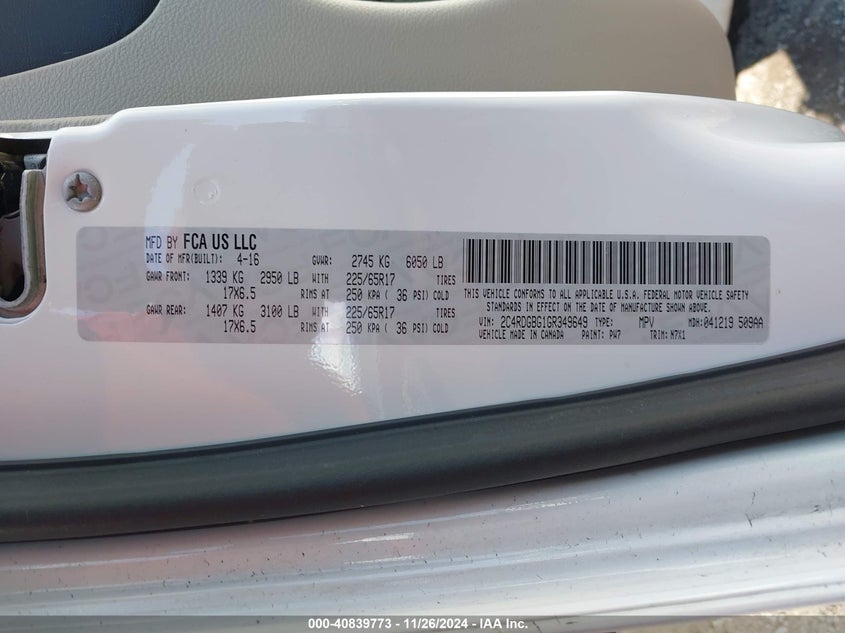 MFD BY FCA US LLC
DATE OF MFR(BUILT): 4-16 GVWR: 2745 KG 6050 LB
GAWR FRONT: 1339 KG 2950 LB WITH 225/65R17 TIRES
17X6.5 RIMS AT 250 KPA ( 36 PSI) COLD
GAWR REAR: 1407 KG 3100 LB WITH 225/65R17 TIRES
17X6.5 RIMS AT 250 KPA ( 36 PSI) COLD
THIS VEHICLE CONFORMS TO ALL APPLICABLE U.S.A. FEDERAL MOTOR VEHICLE SAFETY
STANDARDS IN EFFECT ON THE DATE OF MANUFACTURE SHOWN ABOVE.
VIN: 2C4RDGBG1GR349649 TYPE: MPV MDH: 041219 509AA
VEHICLE MADE IN CANADA PAINT: PW7 TRIM: M7X1
000-40839773 - 11/26/2024 - IAA Inc.